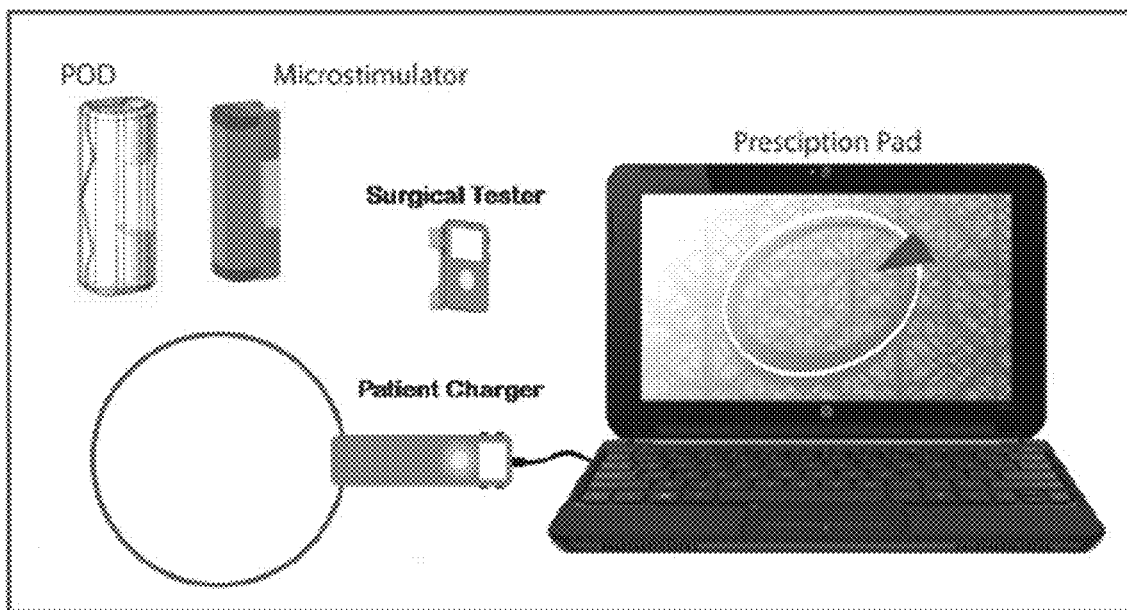 POD
Microstimulator
Presciption Pad
Surgical Tester
Patient Charger